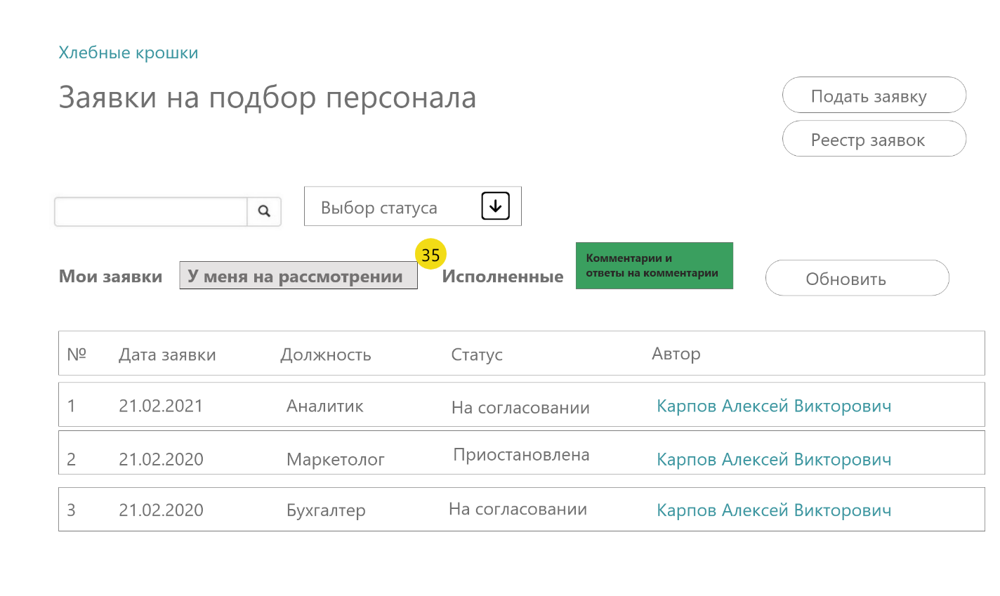 Хлебные крошки
Заявки на подбор персонала
Подать заявку
Реестр заявок
Выбор статуса
35
Мои заявки У меня на рассмотрении Исполненные
Комментарии и
ответы на комментарии
Обновить
№ Дата заявки Должность Статус Автор
1 21.02.2021 Аналитик На согласовании Карпов Алексей Викторович
2 21.02.2020 Маркетолог Приостановлена Карпов Алексей Викторович
3 21.02.2020 Бухгалтер На согласовании Карпов Алексей Викторович